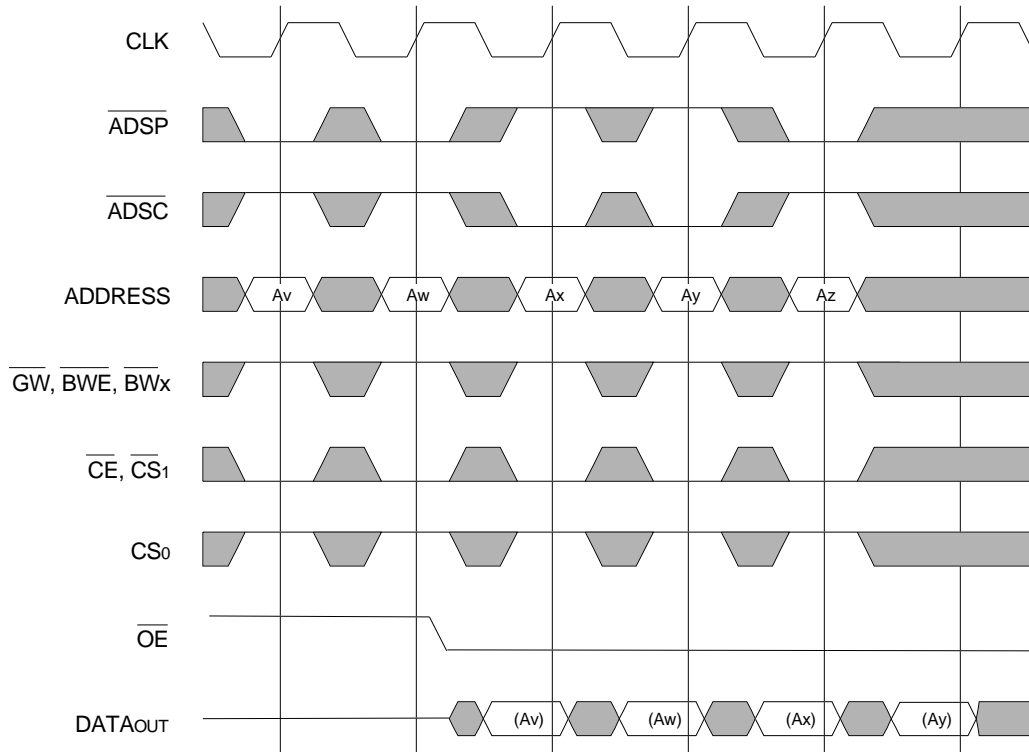 CLK
ADSP
ADSC
ADDRESS Av Aw Ax Ay Az
GW, BWE, BWx
CE, CS1
CS0
OE
DATAOUT (Av) (Aw) (Ax) (Ay)